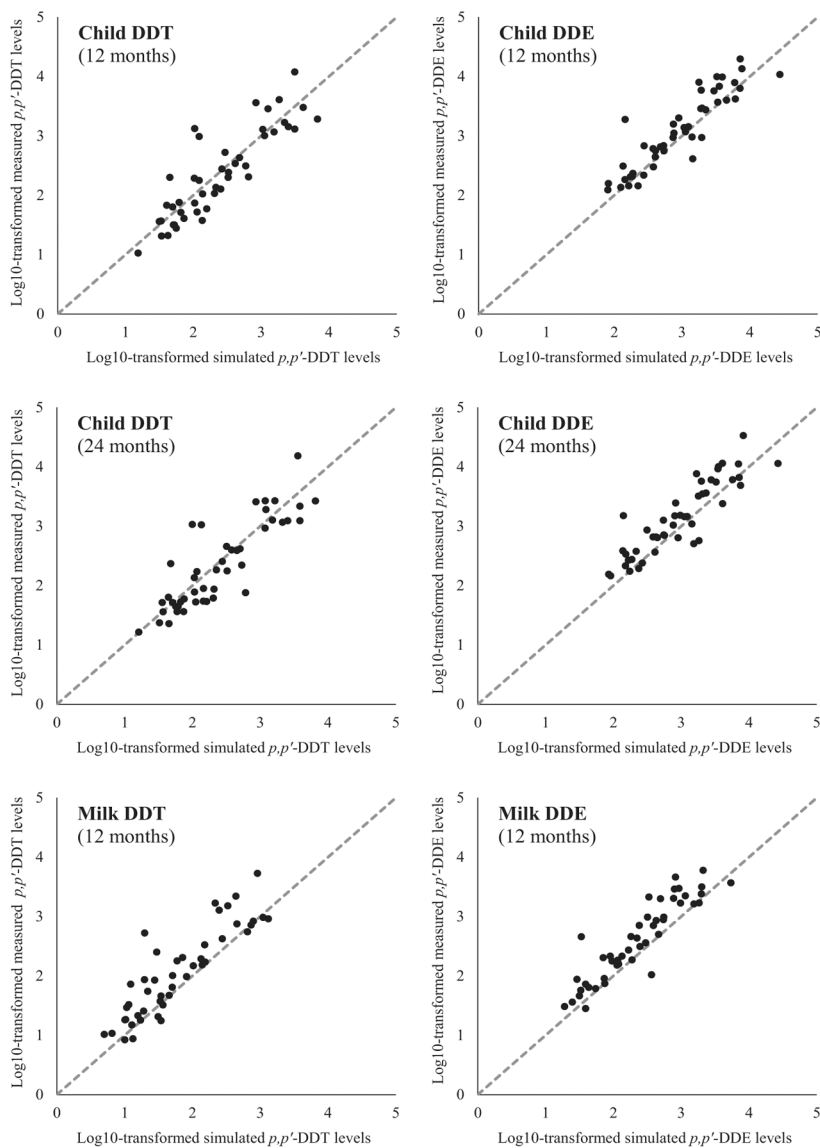 Log10-transformed measured p,p′-DDT levels
5
4
3
2
1
0
Child DDT
(12 months)
0 1 2 3 4 5
Log10-transformed simulated p,p′-DDT levels
Log10-transformed measured p,p′-DDE levels
5
4
3
2
1
0
Child DDE
(12 months)
0 1 2 3 4 5
Log10-transformed simulated p,p′-DDE levels
Log10-transformed measured p,p′-DDT levels
5
4
3
2
1
0
Child DDT
(24 months)
0 1 2 3 4 5
Log10-transformed simulated p,p′-DDT levels
Log10-transformed measured p,p′-DDE levels
5
4
3
2
1
0
Child DDE
(24 months)
0 1 2 3 4 5
Log10-transformed simulated p,p′-DDE levels
Log10-transformed measured p,p′-DDT levels
5
4
3
2
1
0
Milk DDT
(12 months)
0 1 2 3 4 5
Log10-transformed simulated p,p′-DDT levels
Log10-transformed measured p,p′-DDE levels
5
4
3
2
1
0
Milk DDE
(12 months)
0 1 2 3 4 5
Log10-transformed simulated p,p′-DDE levels